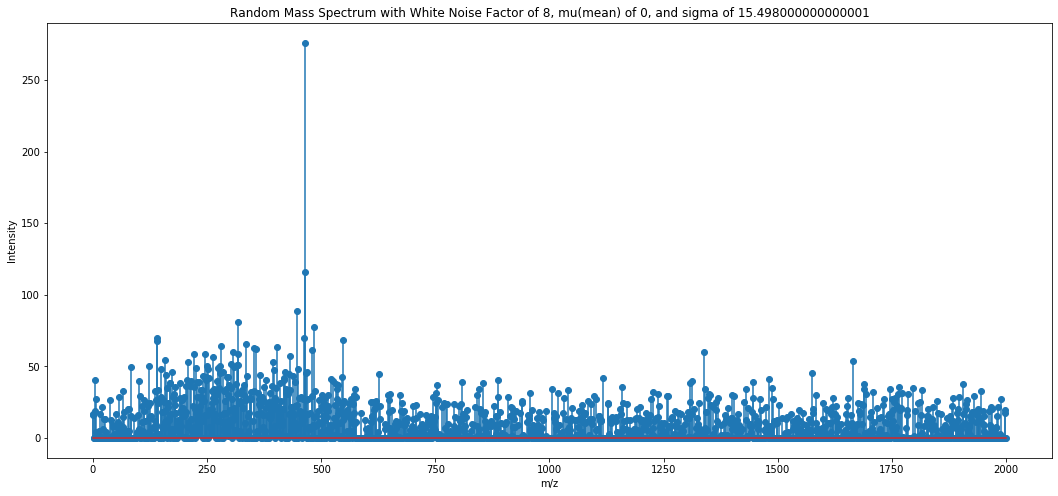 Random Mass Spectrum with White Noise Factor of 8, mu(mean) of 0, and sigma of 15.498000000000001
Intensity
250
200
150
100
50
0
0 250 500 750 1000 1250 1500 1750 2000
m/z